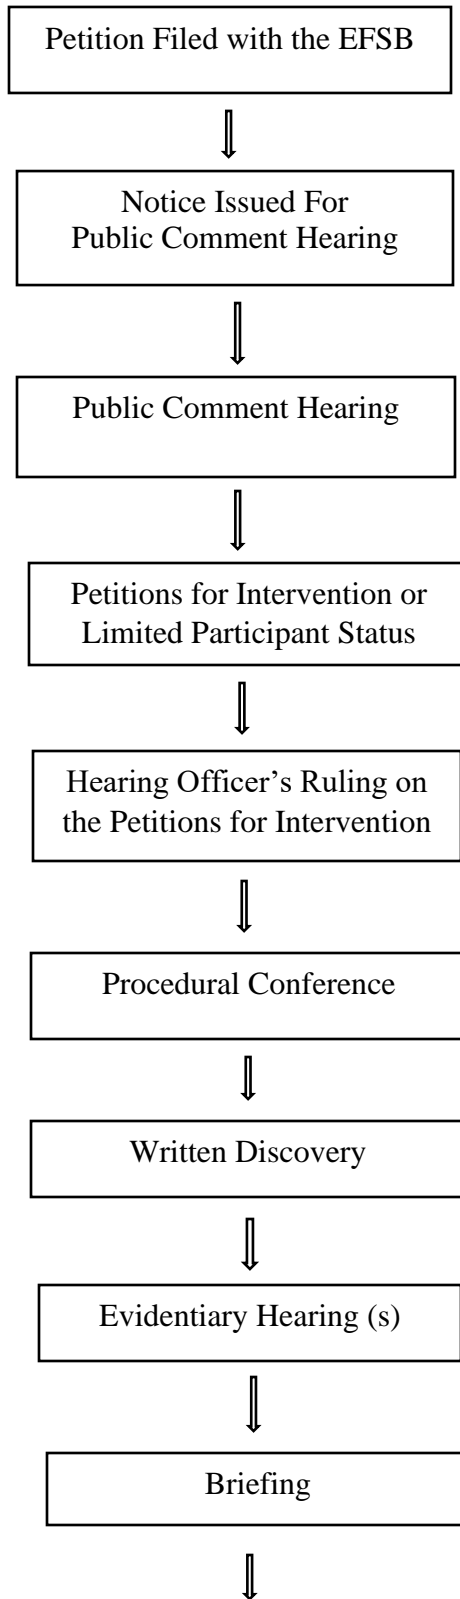 Petition Filed with the EFSB
Notice Issued For
Public Comment Hearing
Public Comment Hearing
Petitions for Intervention or
Limited Participant Status
Hearing Officer’s Ruling on
the Petitions for Intervention
Procedural Conference
Written Discovery
Evidentiary Hearing (s)
Briefing